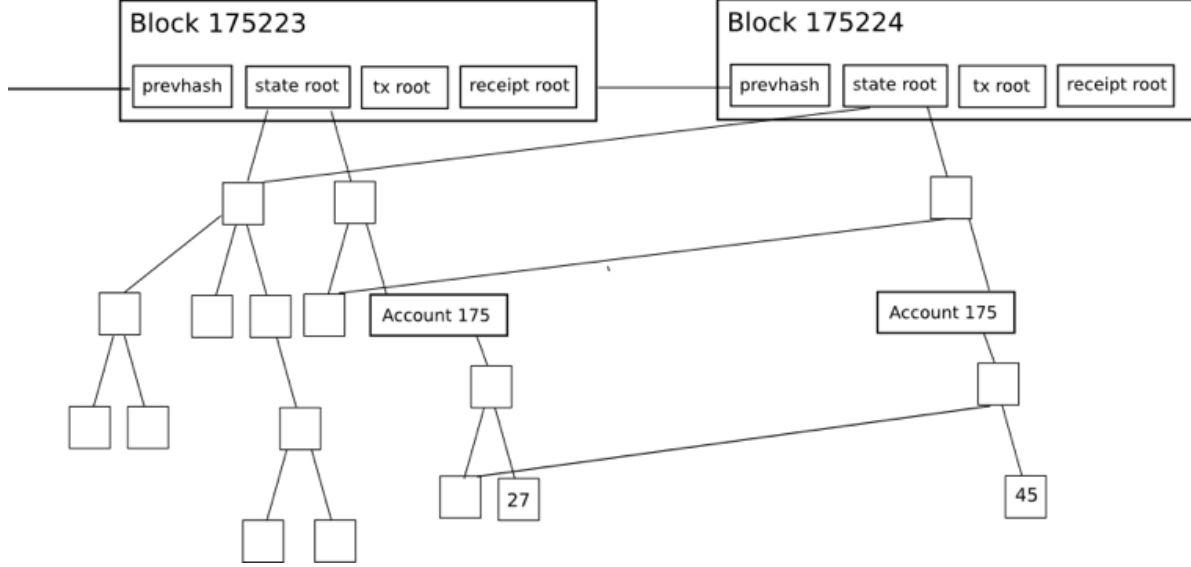 Block 175223
prevhash
state root
tx root
receipt root
Block 175224
prevhash
state root
tx root
receipt root
Account 175
Account 175
27
45